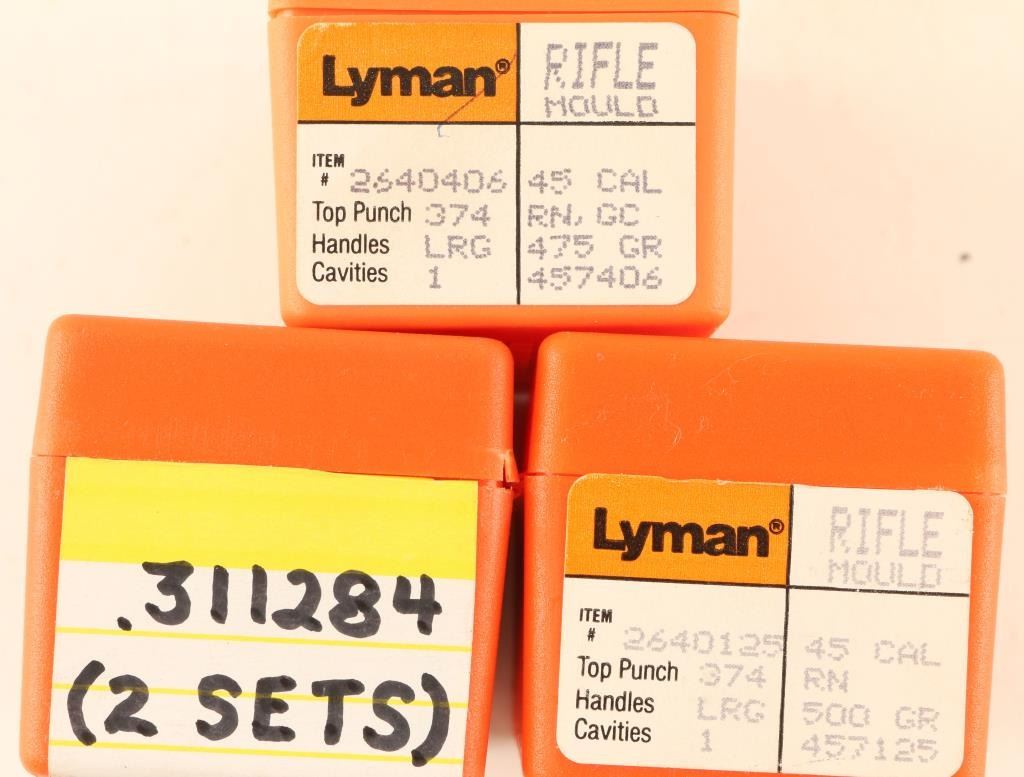 Lyman® RIFLE
MOULD
ITEM
# 2640406 45 CAL
Top Punch 374 RN, GC
Handles LRG 475 GR
Cavities 1 457406
.311284
(2 SETS)
Lyman® RIFLE
MOULD
ITEM
# 2640125 45 CAL
Top Punch 374 RN
Handles LRG 500 GR
Cavities 1 457125